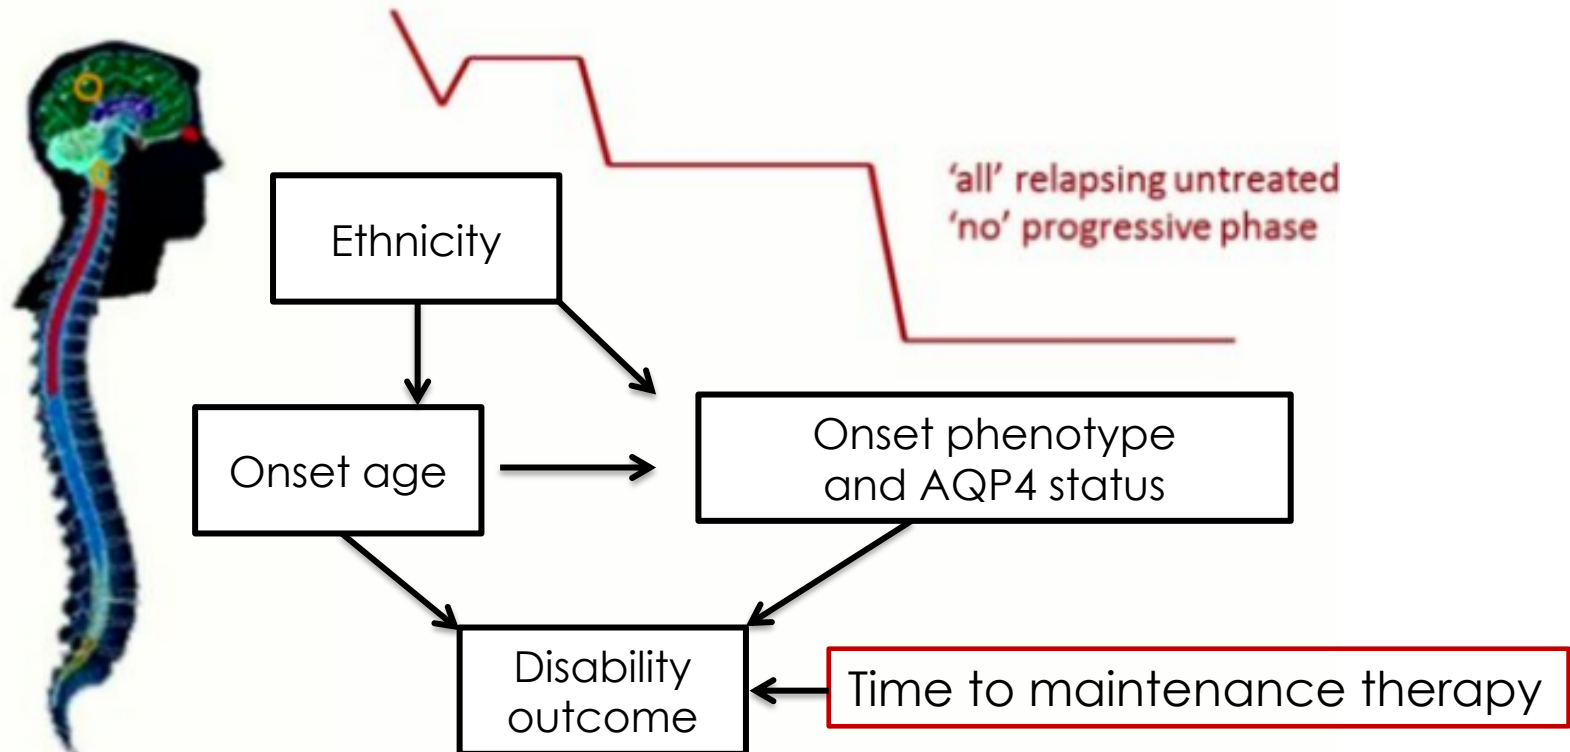 ‘all’ relapsing untreated
‘no’ progressive phase
Ethnicity
Onset age
Onset phenotype
and AQP4 status
Disability
outcome
Time to maintenance therapy